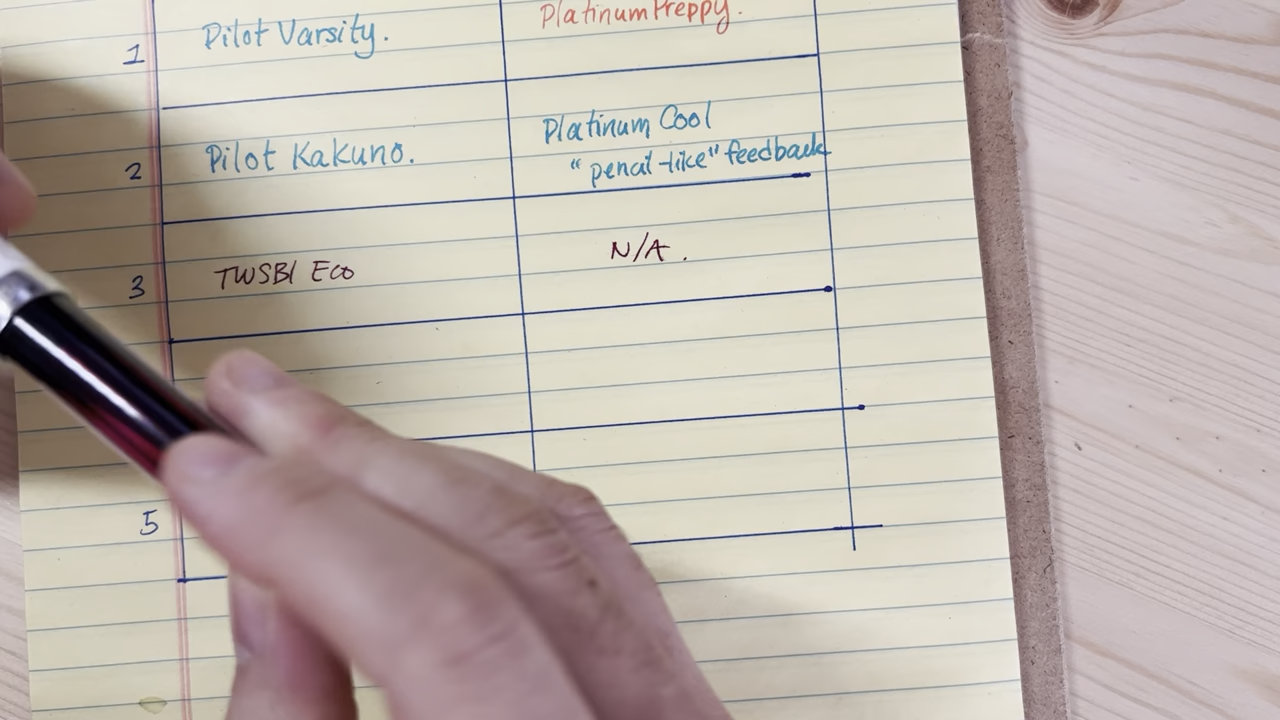 1 Pilot Varsity. Platinum Preppy.
2 Pilot Kakuno. Platinum Cool
"pencil-like" feedback
3 TWSBI Eco N/A.
5